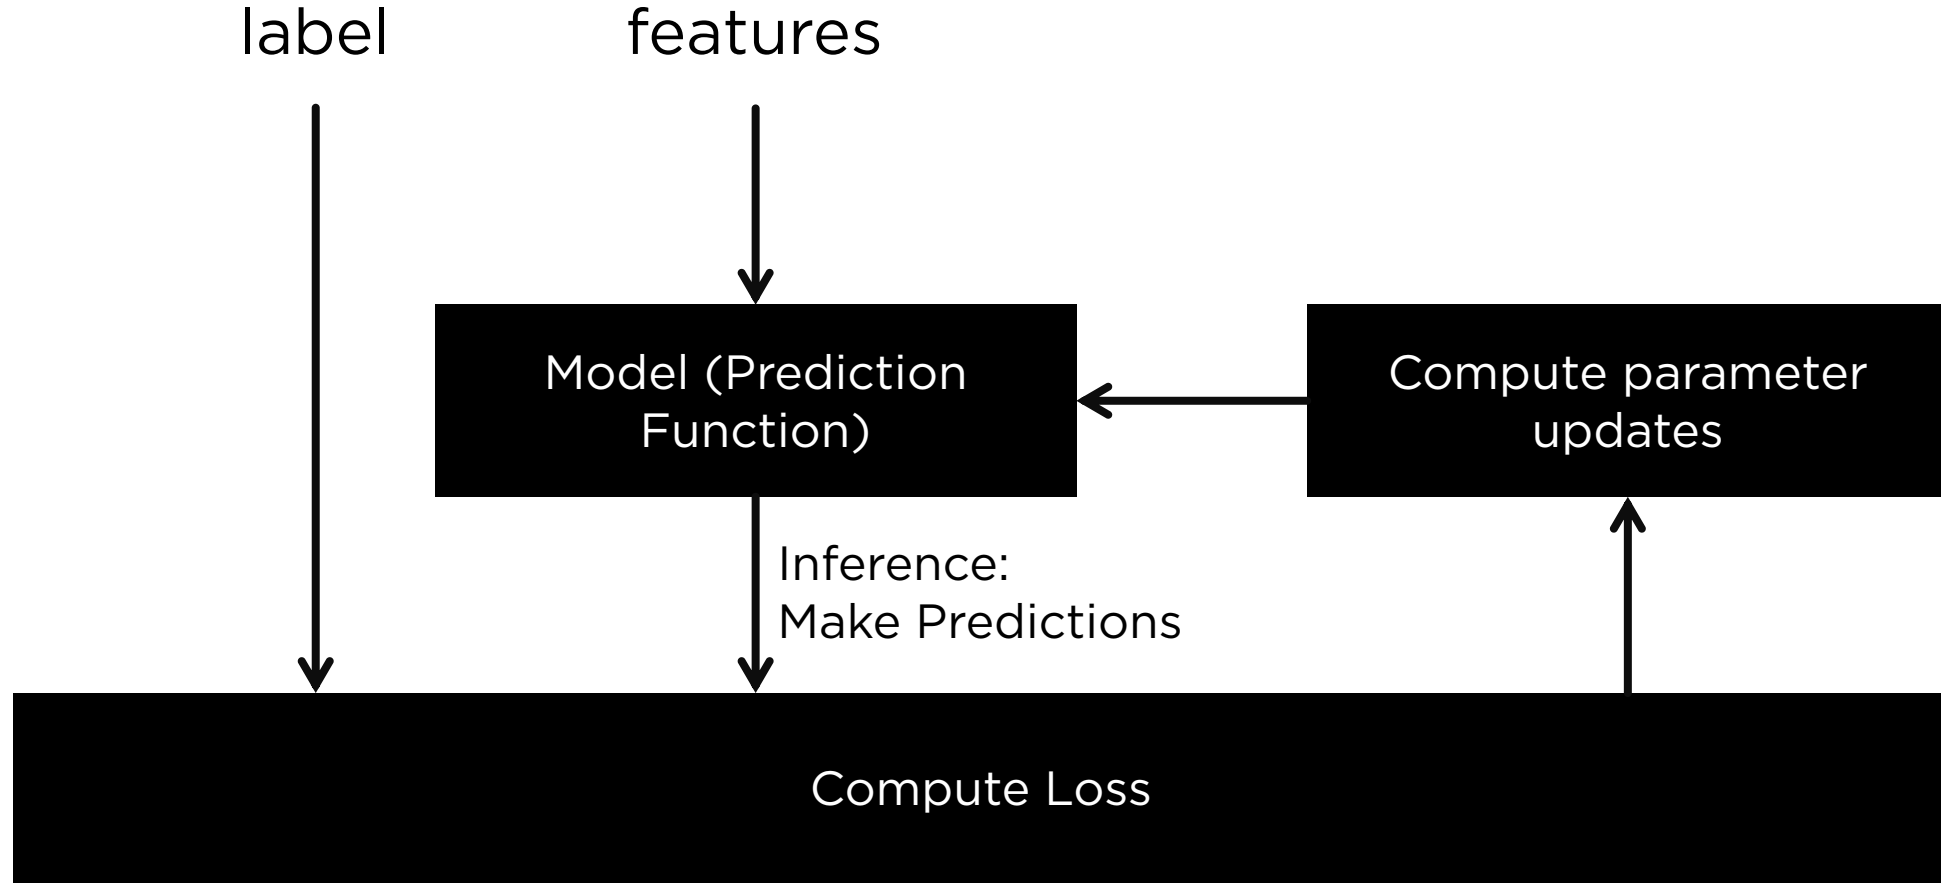 label
features
Model (Prediction
Function)
Compute parameter
updates
Inference:
Make Predictions
Compute Loss